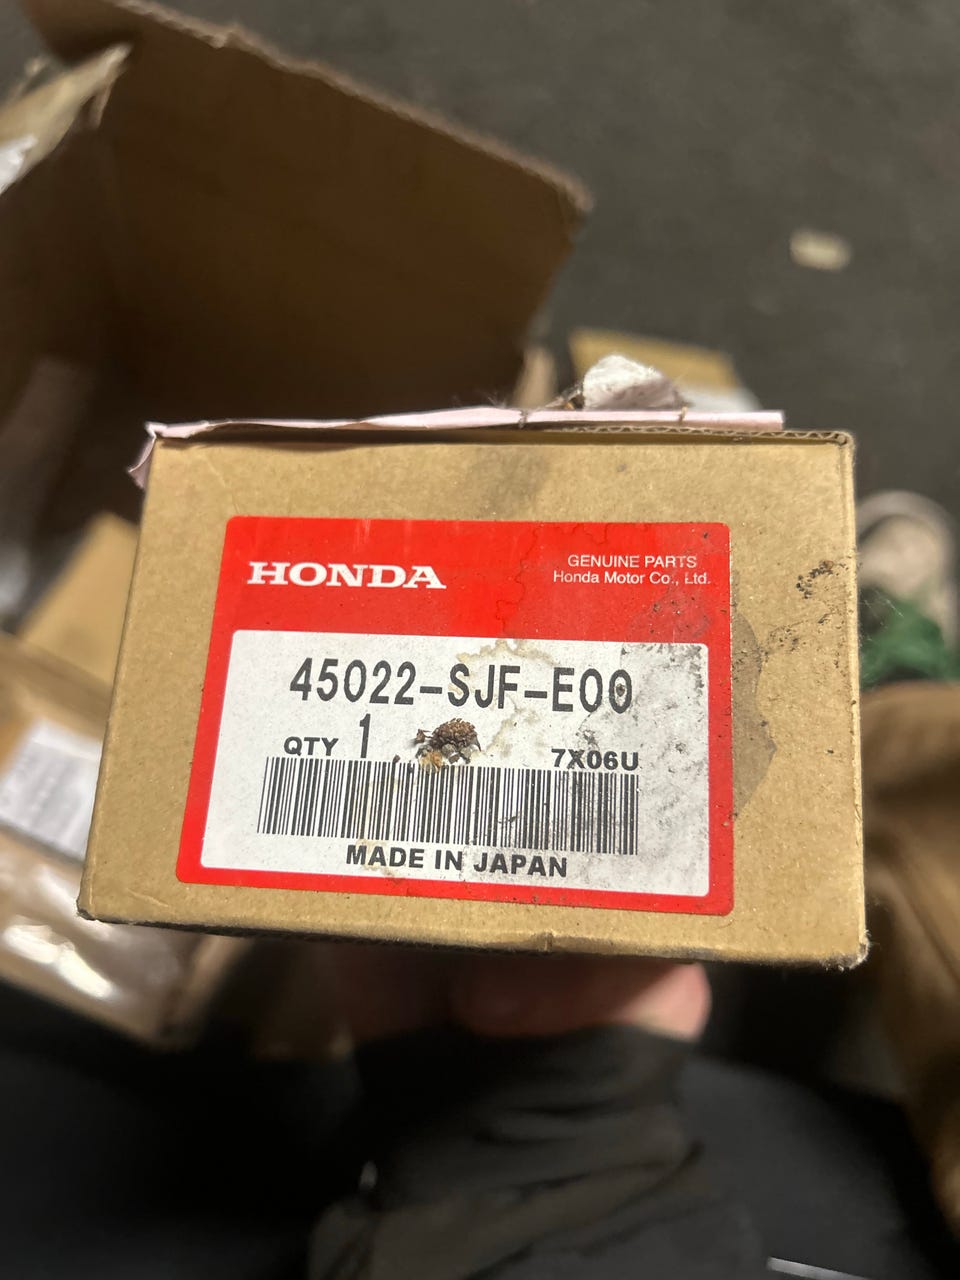 HONDA
GENUINE PARTS
Honda Motor Co., Ltd.
45022-SJF-E00
QTY 1
7X06U
MADE IN JAPAN